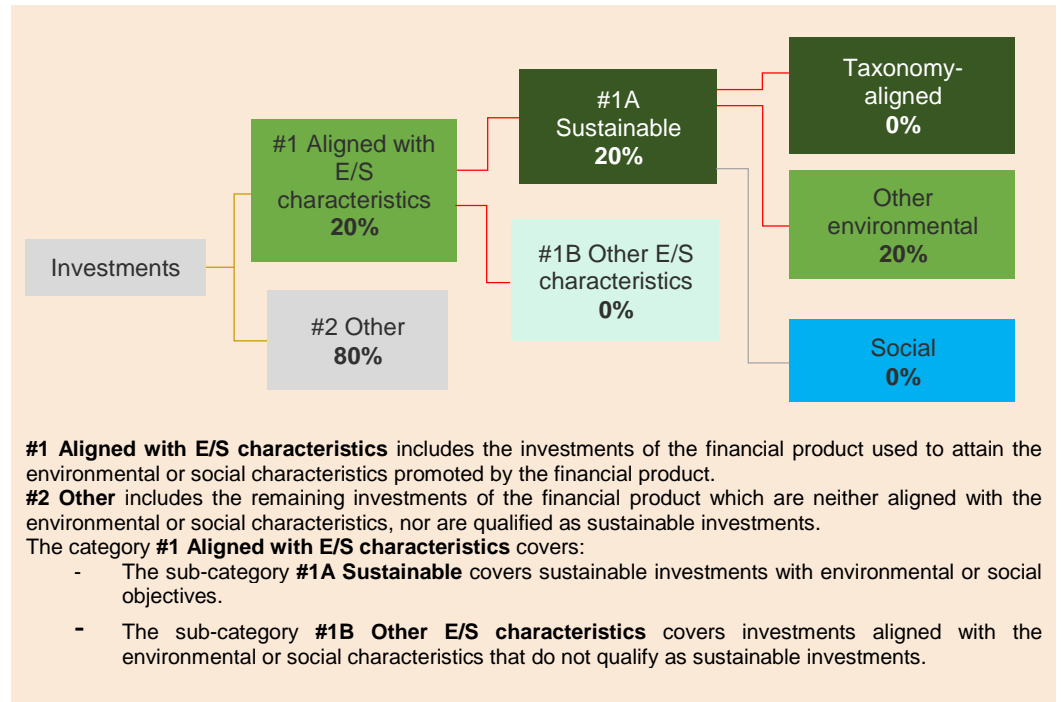 Investments
#1 Aligned with
E/S
characteristics
20%
#2 Other
80%
#1A
Sustainable
20%
#1B Other E/S
characteristics
0%
Taxonomy-
aligned
0%
Other
environmental
20%
Social
0%
#1 Aligned with E/S characteristics includes the investments of the financial product used to attain the
environmental or social characteristics promoted by the financial product.
#2 Other includes the remaining investments of the financial product which are neither aligned with the
environmental or social characteristics, nor are qualified as sustainable investments.
The category #1 Aligned with E/S characteristics covers:
- The sub-category #1A Sustainable covers sustainable investments with environmental or social
objectives.
- The sub-category #1B Other E/S characteristics covers investments aligned with the
environmental or social characteristics that do not qualify as sustainable investments.